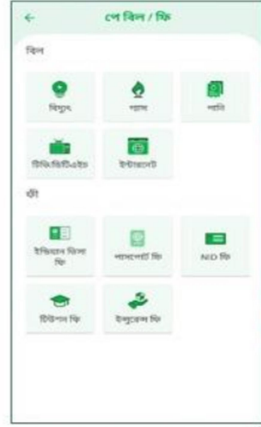 পে বিল / ফি
বিল
বিদ্যুৎ
গ্যাস
পানি
টিভি/ডিটিএইচ
ইন্টারনেট
ফী
ইন্ডিয়ান ভিসা
ফি
পাসপোর্ট ফি
NID ফি
টিউশন ফি
ইন্সুরেন্স ফি